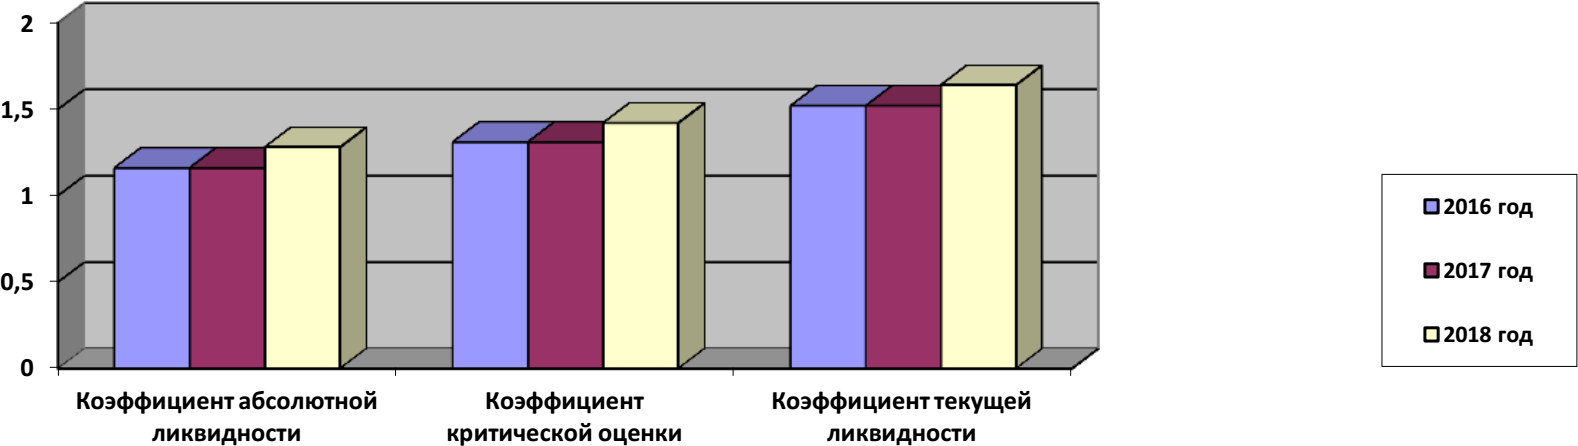 2
1,5
1
0,5
0
Коэффициент абсолютной
ликвидности
Коэффициент
критической оценки
Коэффициент текущей
ликвидности
2016 год
2017 год
2018 год